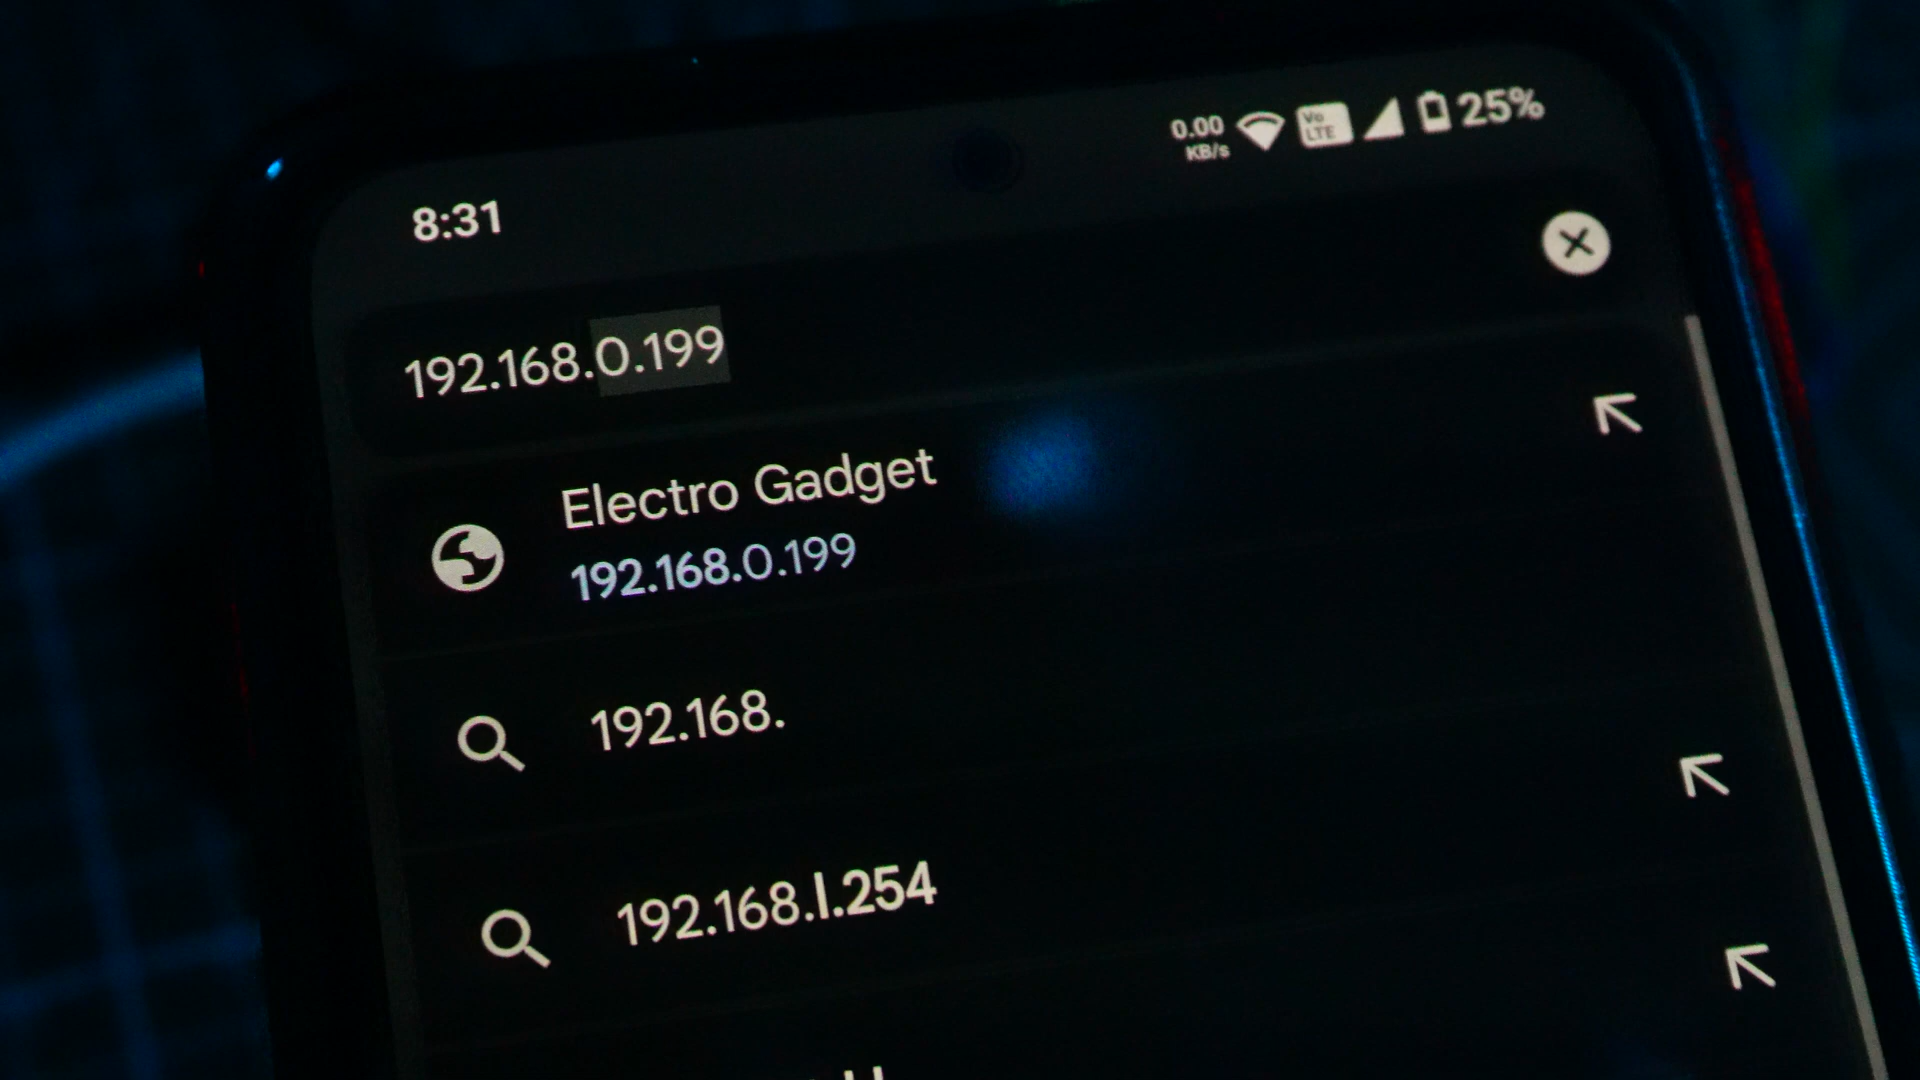 0.00
KB/s
Vo
LTE
25%
8:31
192.168.0.199
Electro Gadget
192.168.0.199
192.168.
192.168.l.254